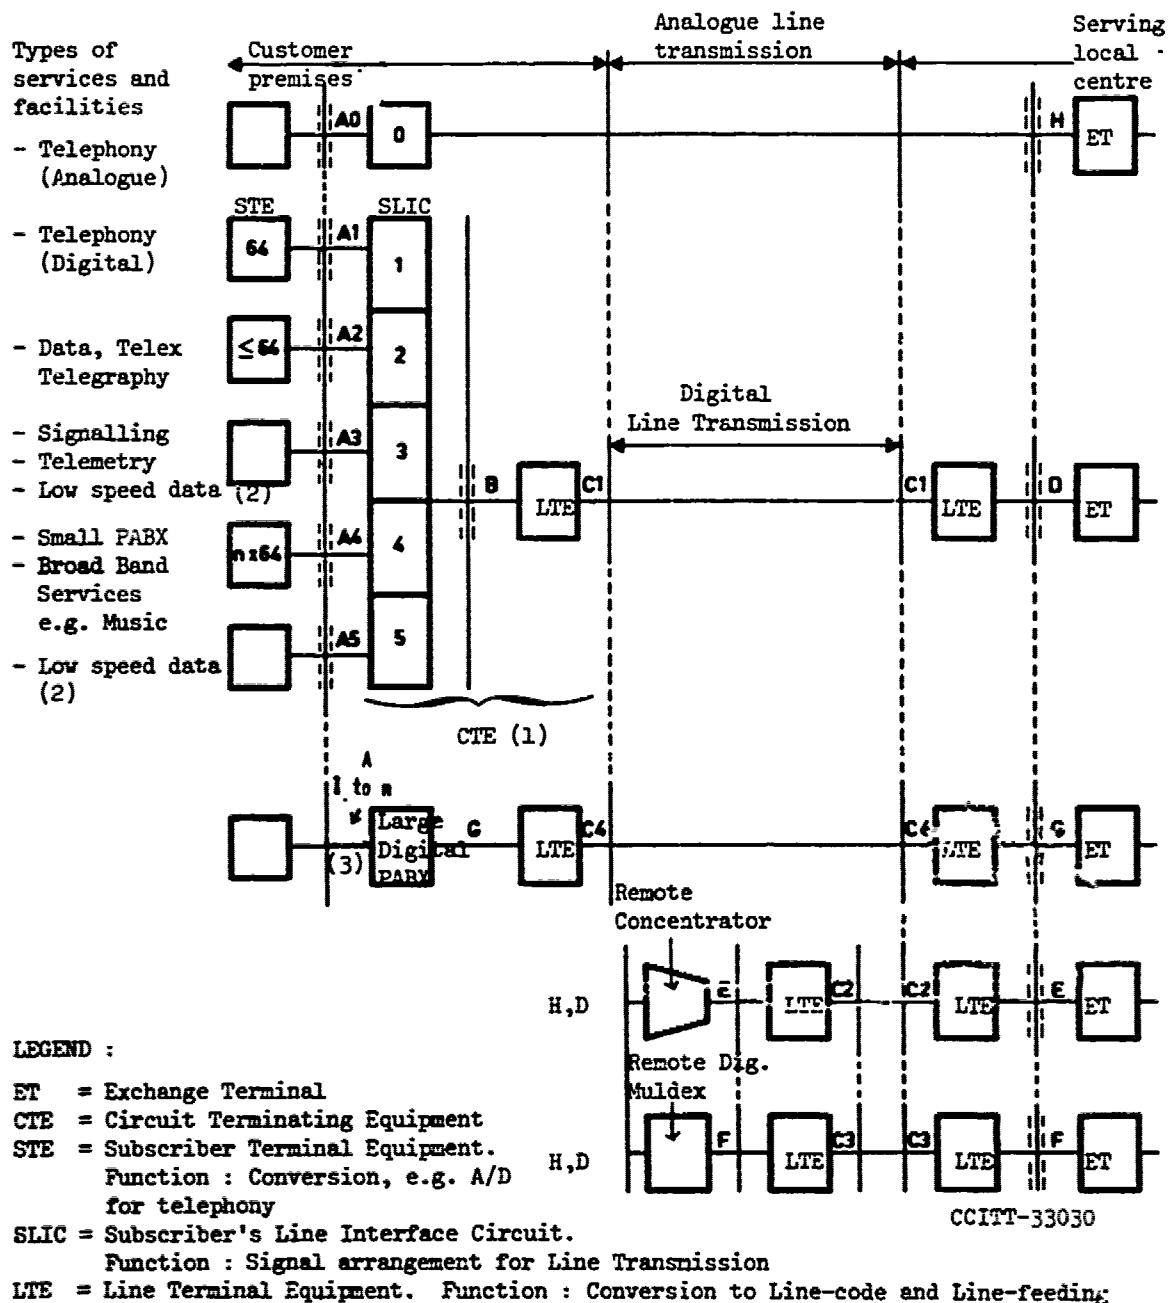 Types of
services and
facilities
- Telephony
(Analogue)
- Telephony
(Digital)
- Data, Telex
Telegraphy
- Signalling
- Telemetry
- Low speed data (2)
- Small PABX
- Broad Band
Services
e.g. Music
- Low speed data
(2)
Customer
premises
Analogue line
transmission
Serving
local
centre
A0
0
H
ET
STE
SLIC
64
A1
1
≤64
A2
2
A3
3
Digital
Line Transmission
B
LTE
C1
C1
LTE
D
ET
n x64
A4
4
A5
5
CTE (1)
A
1 to n
(3)
Large
Digital
PABX
G
LTE
C4
LTE
G
ET
Remote
Concentrator
H,D
E
LTE
C2
C2
LTE
E
ET
Remote Dig.
Muldex
H,D
F
LTE
C3
C3
LTE
F
ET
CCITT-33030
LEGEND :
ET = Exchange Terminal
CTE = Circuit Terminating Equipment
STE = Subscriber Terminal Equipment.
Function : Conversion, e.g. A/D
for telephony
SLIC = Subscriber's Line Interface Circuit.
Function : Signal arrangement for Line Transmission
LTE = Line Terminal Equipment. Function : Conversion to Line-code and Line-feeding